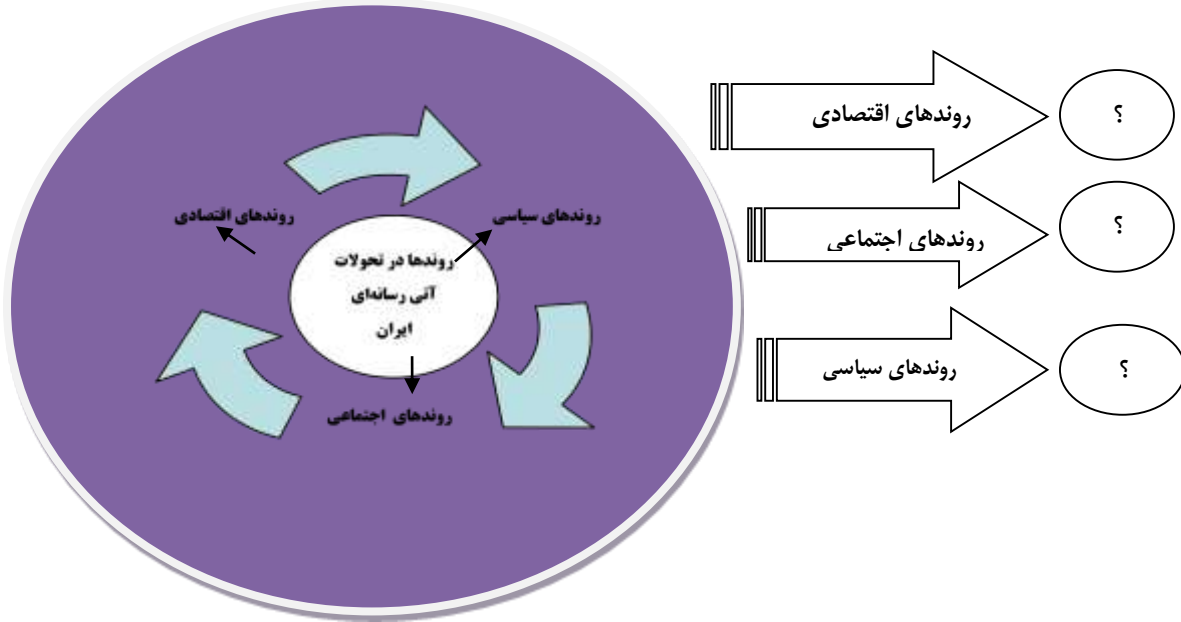 روندهای اقتصادی
؟
روندهای اجتماعی
؟
روندهای سیاسی
؟
روندهای سیاسی
روندهای اقتصادی
روندها در تحولات
آتی رسانه‌ای
ایران
روندهای اجتماعی